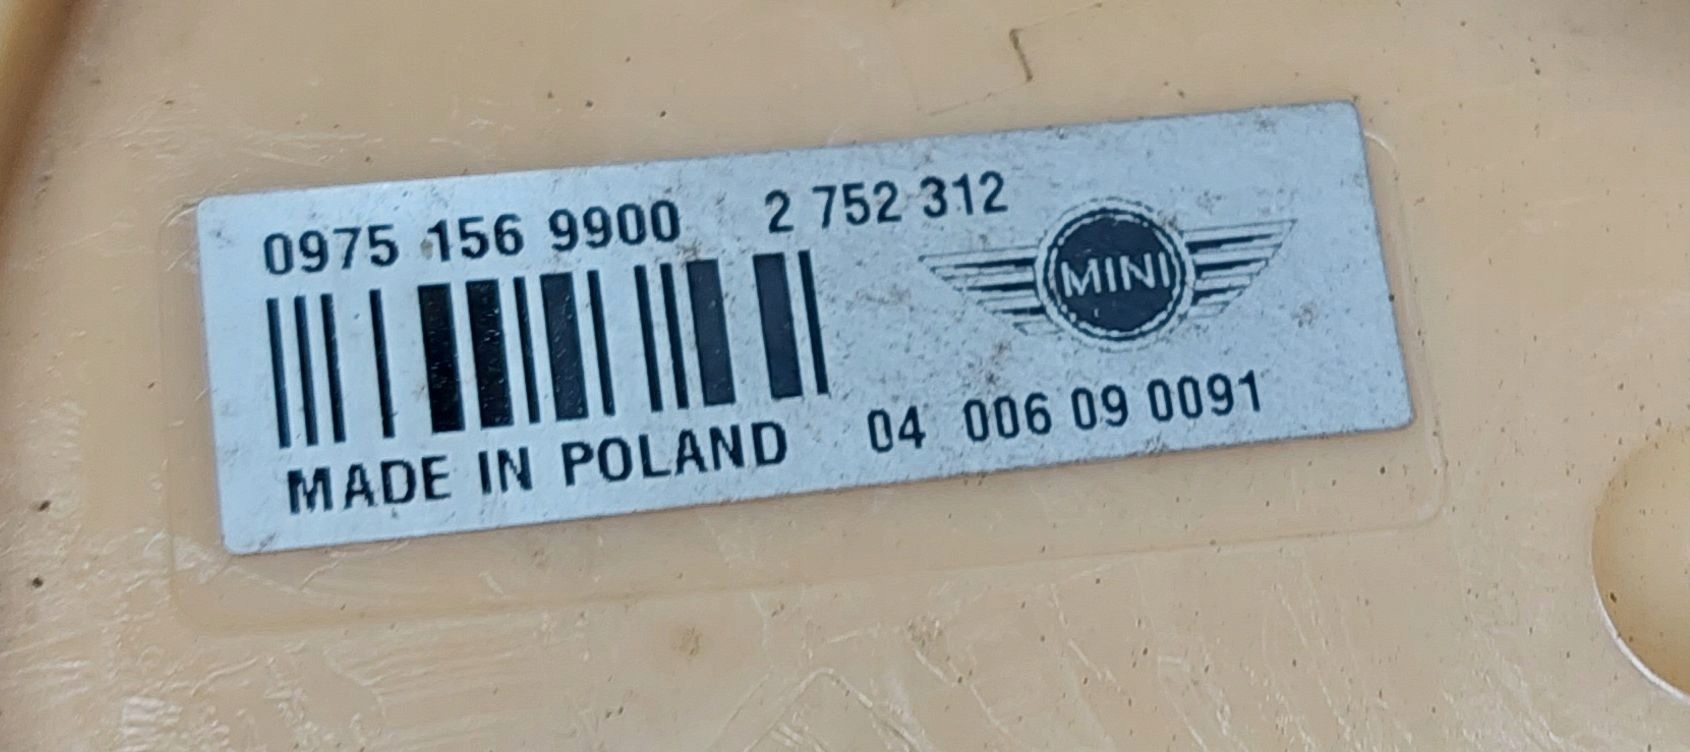 0975 156 9900 2 752 312
MINI
MADE IN POLAND 04 006 09 0091